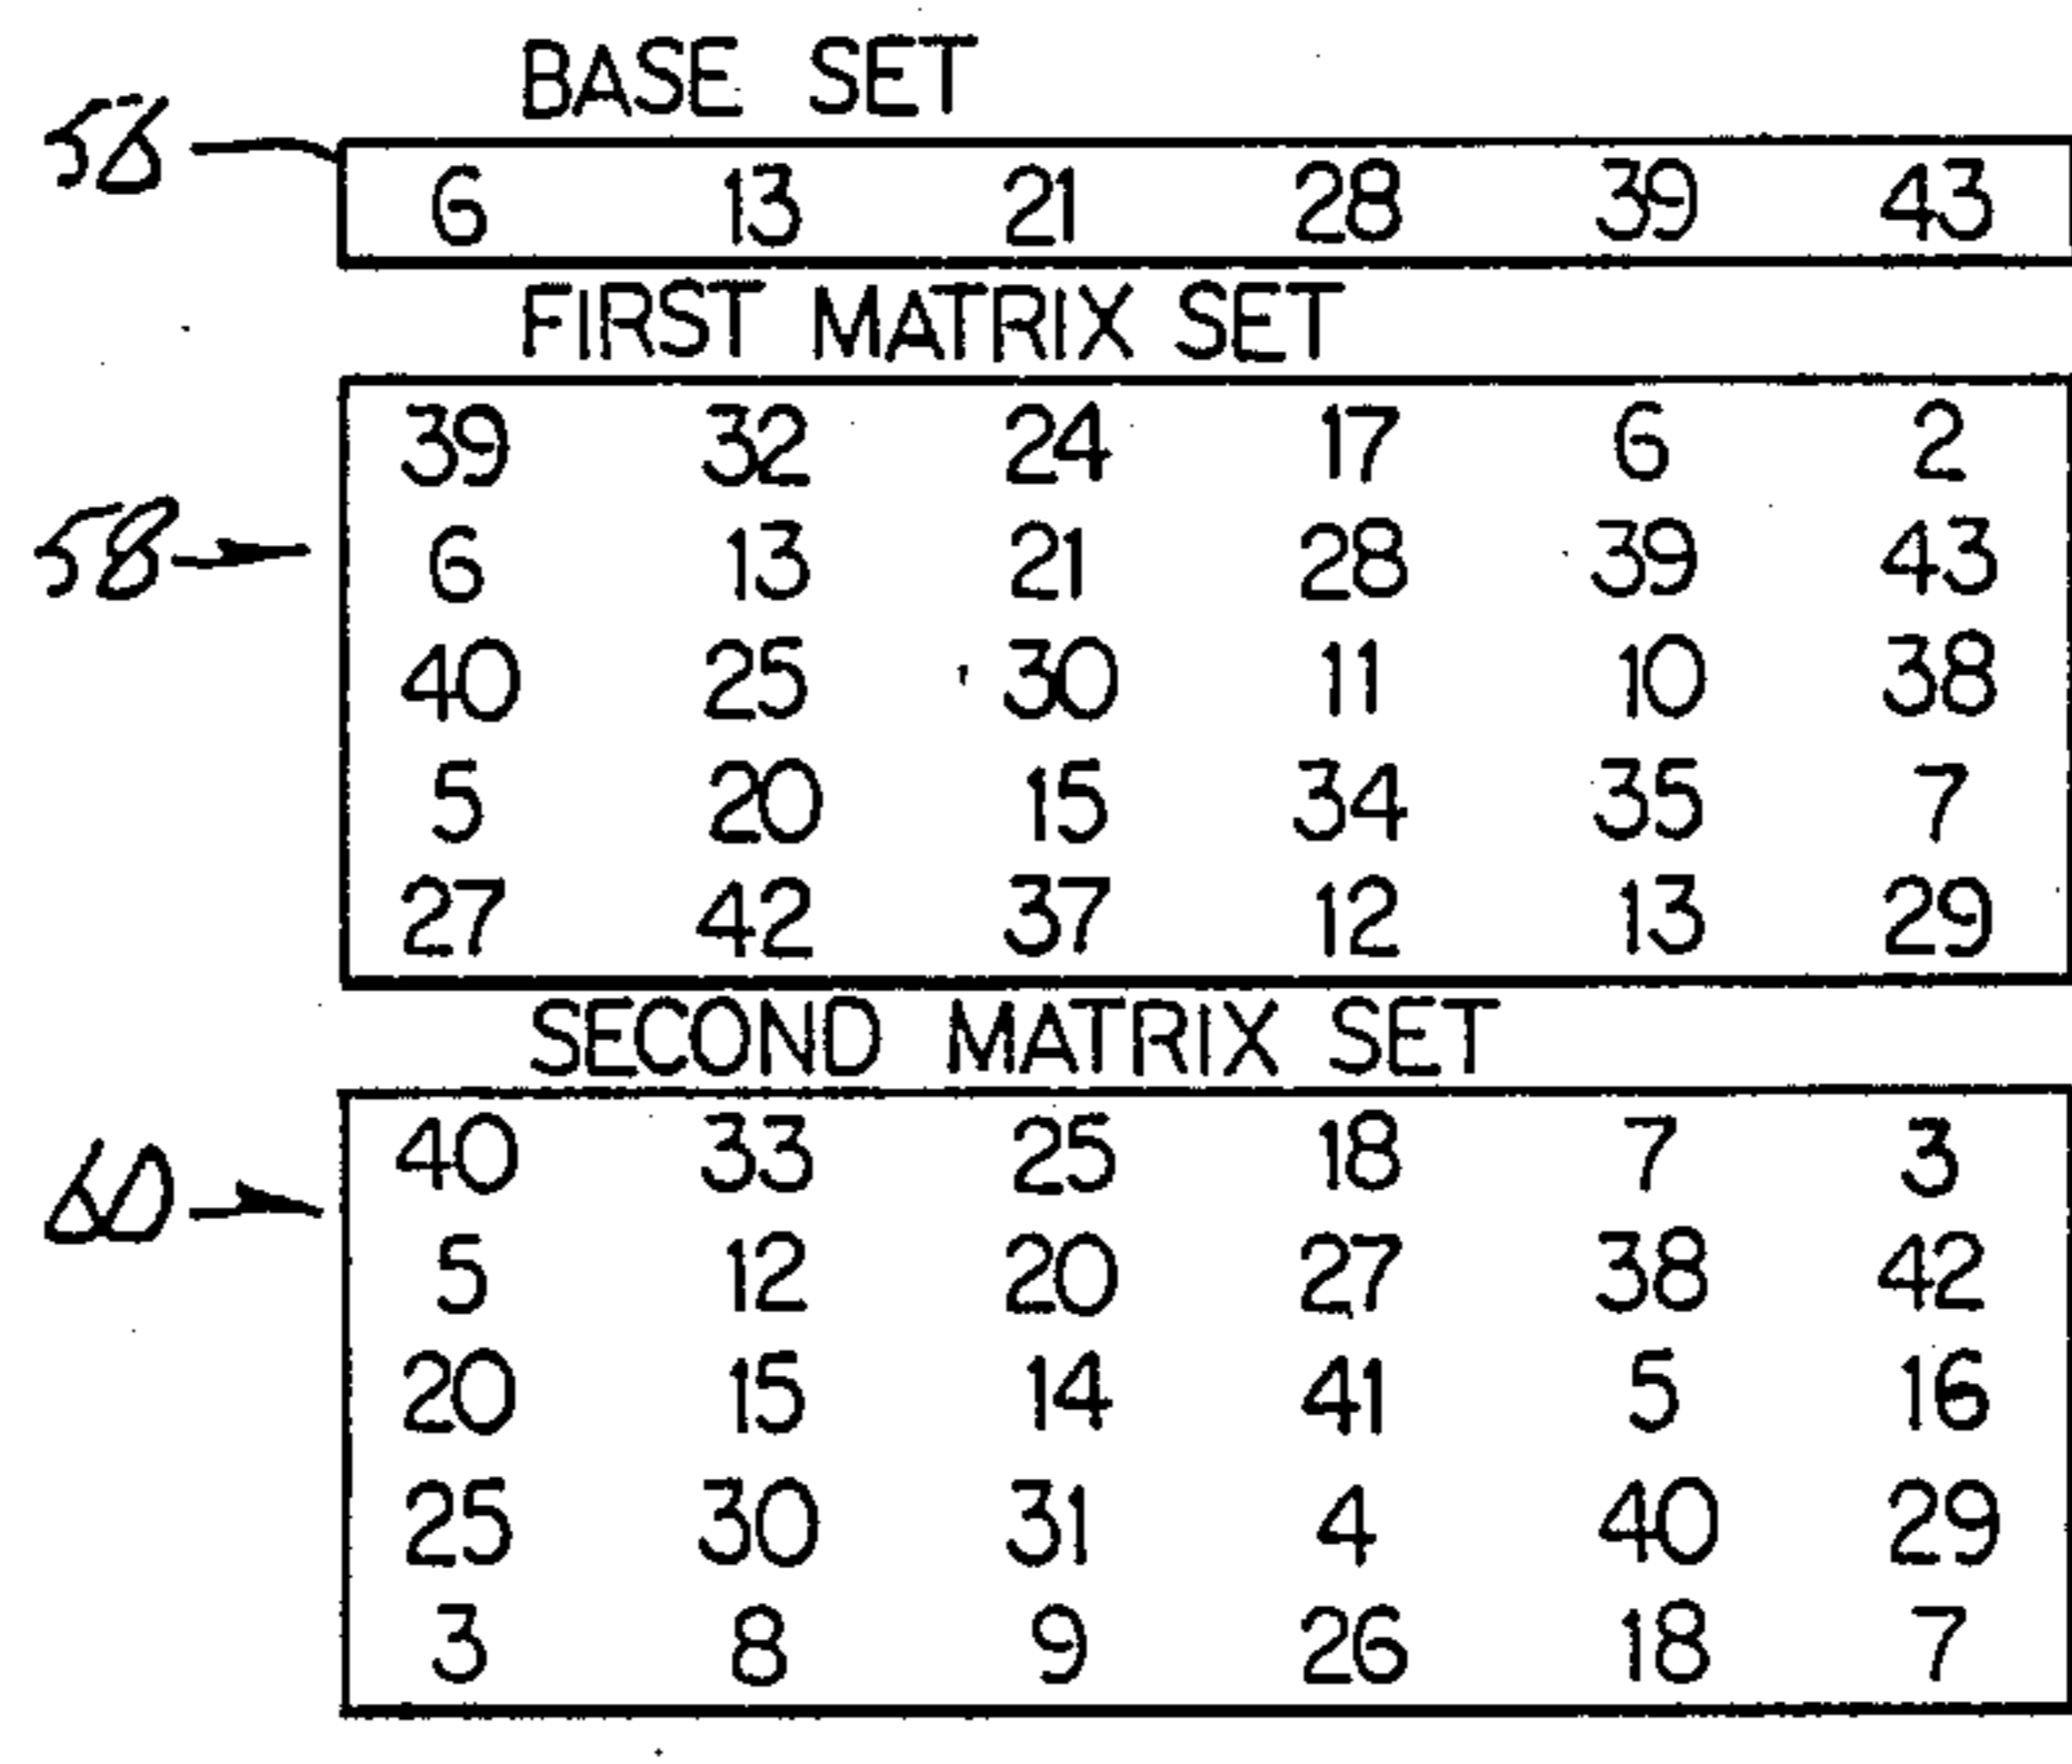 BASE SET
58
6 13 21 28 39 43
FIRST MATRIX SET
39 32 24 17 6 2
58
6 13 21 28 39 43
40 25 30 11 10 38
5 20 15 34 35 7
27 42 37 12 13 29
SECOND MATRIX SET
40 33 25 18 7 3
60
5 12 20 27 38 42
20 15 14 41 5 16
25 30 31 4 40 29
3 8 9 26 18 7